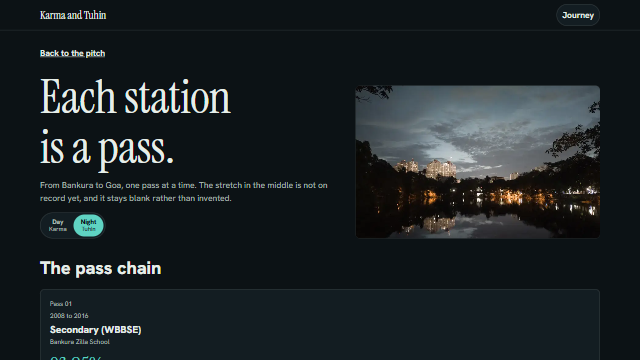 Karma and Tuhin
Journey
Back to the pitch
Each station
is a pass.
From Bankura to Goa, one pass at a time. The stretch in the middle is not on
record yet, and it stays blank rather than invented.
Day
Karma
Night
Tuhin
The pass chain
Pass 01
2008 to 2016
Secondary (WBBSE)
Bankura Zilla School